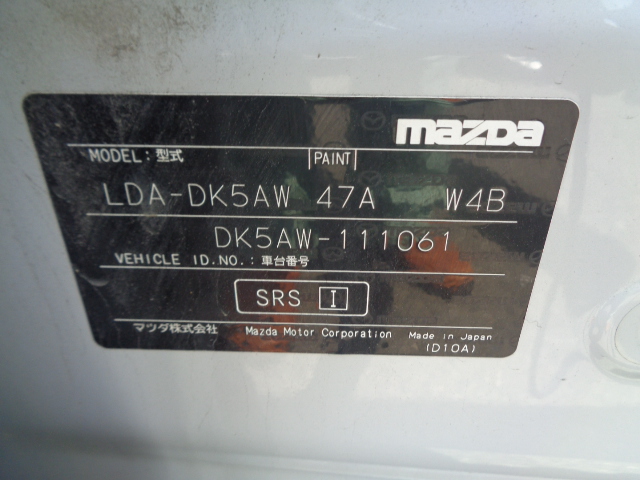 mazda
MODEL:型式 PAINT
LDA-DK5AW 47A W4B
DK5AW-111061
VEHICLE ID.NO.:車台番号
SRS I
マツダ株式会社 Mazda Motor Corporation Made in Japan
(D10A)